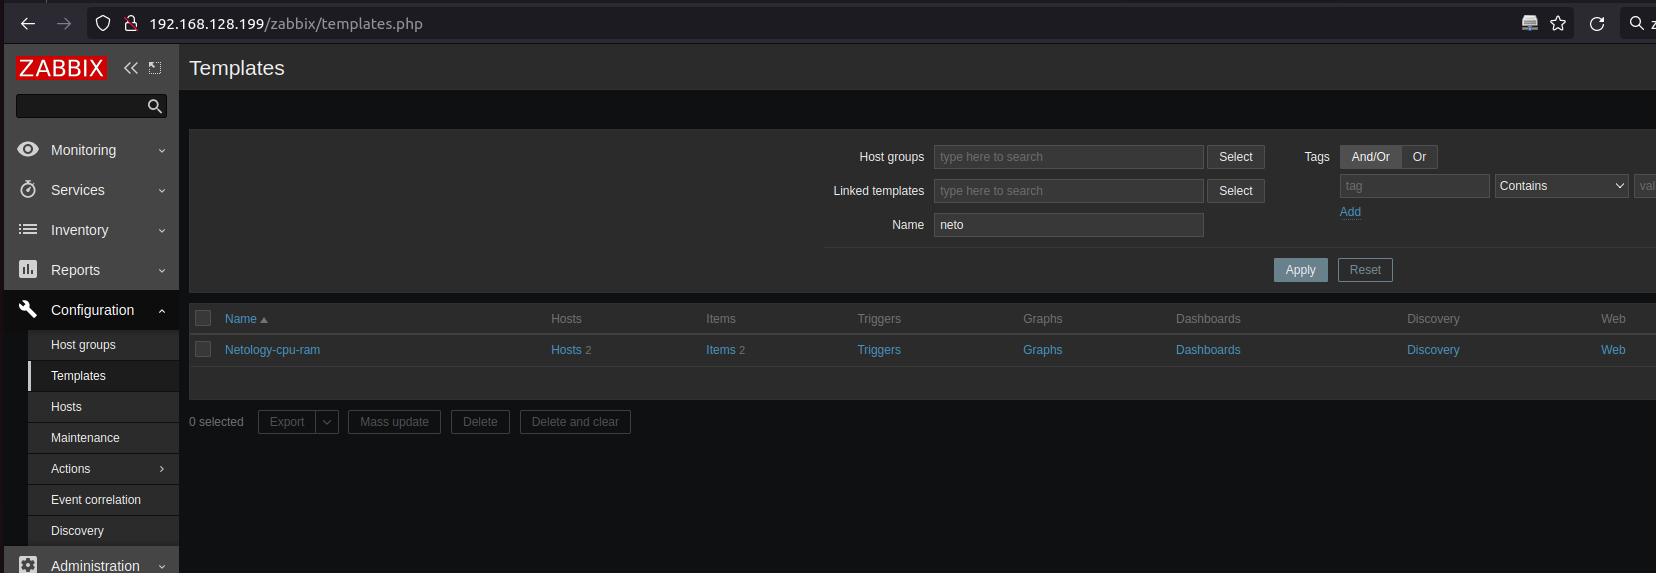 192.168.128.199/zabbix/templates.php
ZABBIX
Templates
Monitoring
Services
Inventory
Reports
Configuration
Host groups
Templates
Hosts
Maintenance
Actions
Event correlation
Discovery
Administration
Host groups type here to search Select
Linked templates type here to search Select
Name neto
Tags And/Or Or
tag Contains
Add
Apply Reset
Name Hosts Items Triggers Graphs Dashboards Discovery Web
Netology-cpu-ram Hosts 2 Items 2 Triggers Graphs Dashboards Discovery Web
0 selected Export Mass update Delete Delete and clear